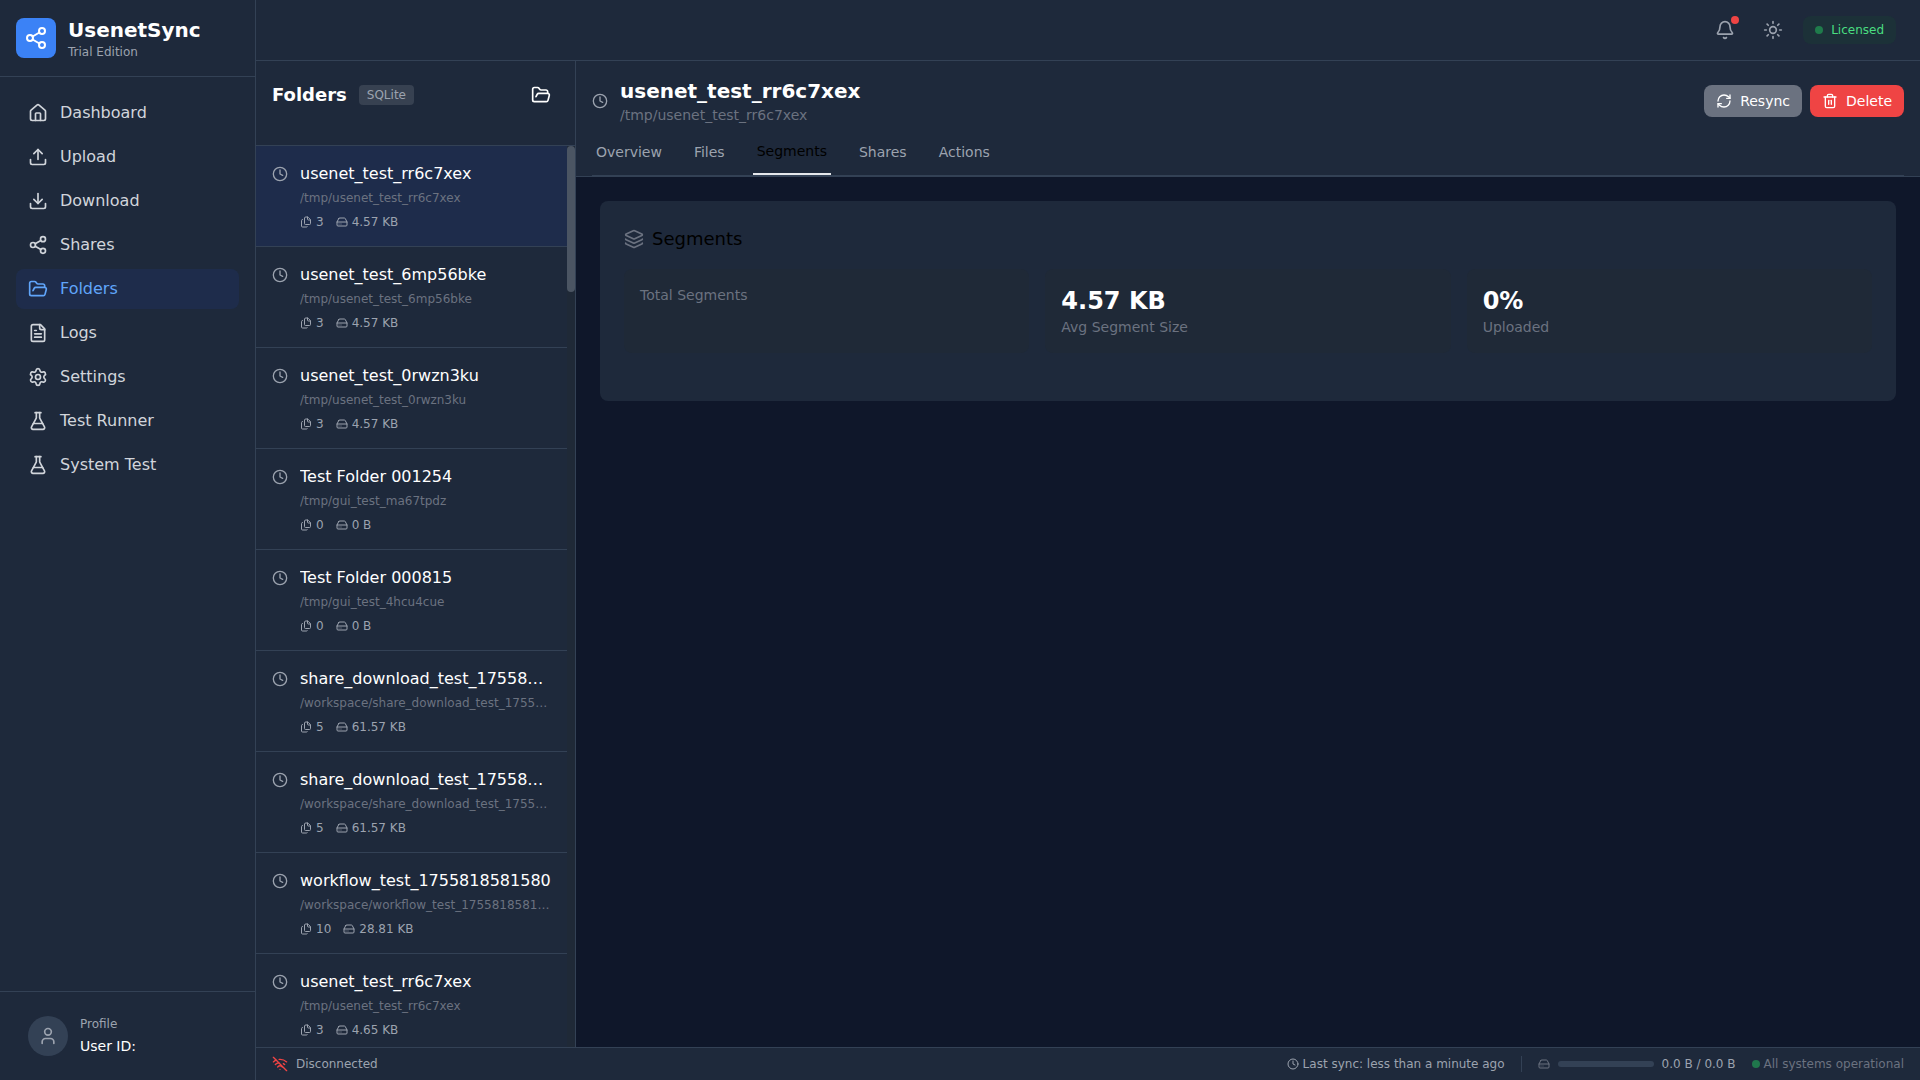 UsenetSync
Trial Edition
Dashboard
Upload
Download
Shares
Folders
Logs
Settings
Test Runner
System Test
Profile
User ID:
Licensed
Folders SQLite
usenet_test_rr6c7xex
/tmp/usenet_test_rr6c7xex
3 4.57 KB
usenet_test_6mp56bke
/tmp/usenet_test_6mp56bke
3 4.57 KB
usenet_test_0rwzn3ku
/tmp/usenet_test_0rwzn3ku
3 4.57 KB
Test Folder 001254
/tmp/gui_test_ma67tpdz
0 0 B
Test Folder 000815
/tmp/gui_test_4hcu4cue
0 0 B
share_download_test_17558...
/workspace/share_download_test_1755...
5 61.57 KB
share_download_test_17558...
/workspace/share_download_test_1755...
5 61.57 KB
workflow_test_1755818581580
/workspace/workflow_test_1755818581...
10 28.81 KB
usenet_test_rr6c7xex
/tmp/usenet_test_rr6c7xex
3 4.65 KB
usenet_test_rr6c7xex
/tmp/usenet_test_rr6c7xex
Resync Delete
Overview Files Segments Shares Actions
Segments
Total Segments
4.57 KB
Avg Segment Size
0%
Uploaded
Disconnected
Last sync: less than a minute ago
0.0 B / 0.0 B
All systems operational